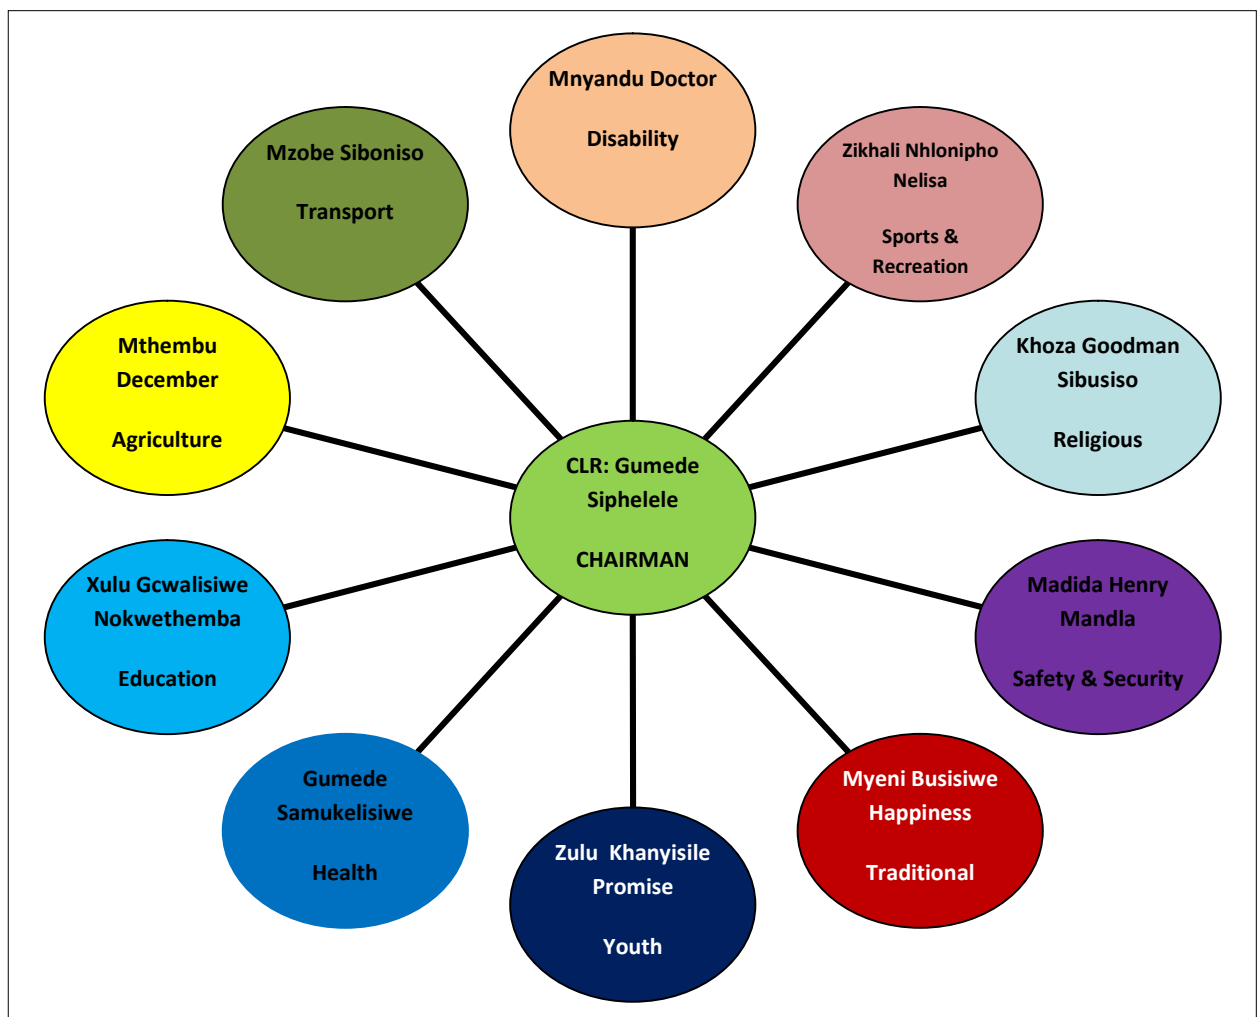 Mnyandu Doctor
Disability
Zikhali Nhlonipho
Nelisa
Sports &
Recreation
Khoza Goodman
Sibusiso
Religious
Madida Henry
Mandla
Safety & Security
Myeni Busisiwe
Happiness
Traditional
Zulu  Khanyisile
Promise
Youth
Gumede
Samukelisiwe
Health
Xulu Gcwalisiwe
Nokwethemba
Education
Mthembu
December
Agriculture
Mzobe Siboniso
Transport
CLR: Gumede
Siphelele
CHAIRMAN